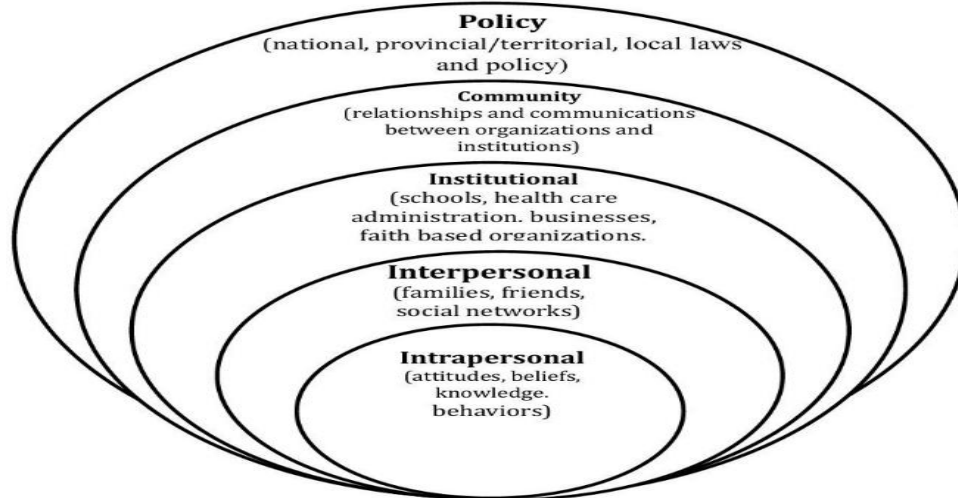 Policy
(national, provincial/territorial, local laws
and policy)
Community
(relationships and communications
between organizations and
institutions)
Institutional
(schools, health care
administration. businesses,
faith based organizations.
Interpersonal
(families, friends,
social networks)
Intrapersonal
(attitudes, beliefs,
knowledge.
behaviors)